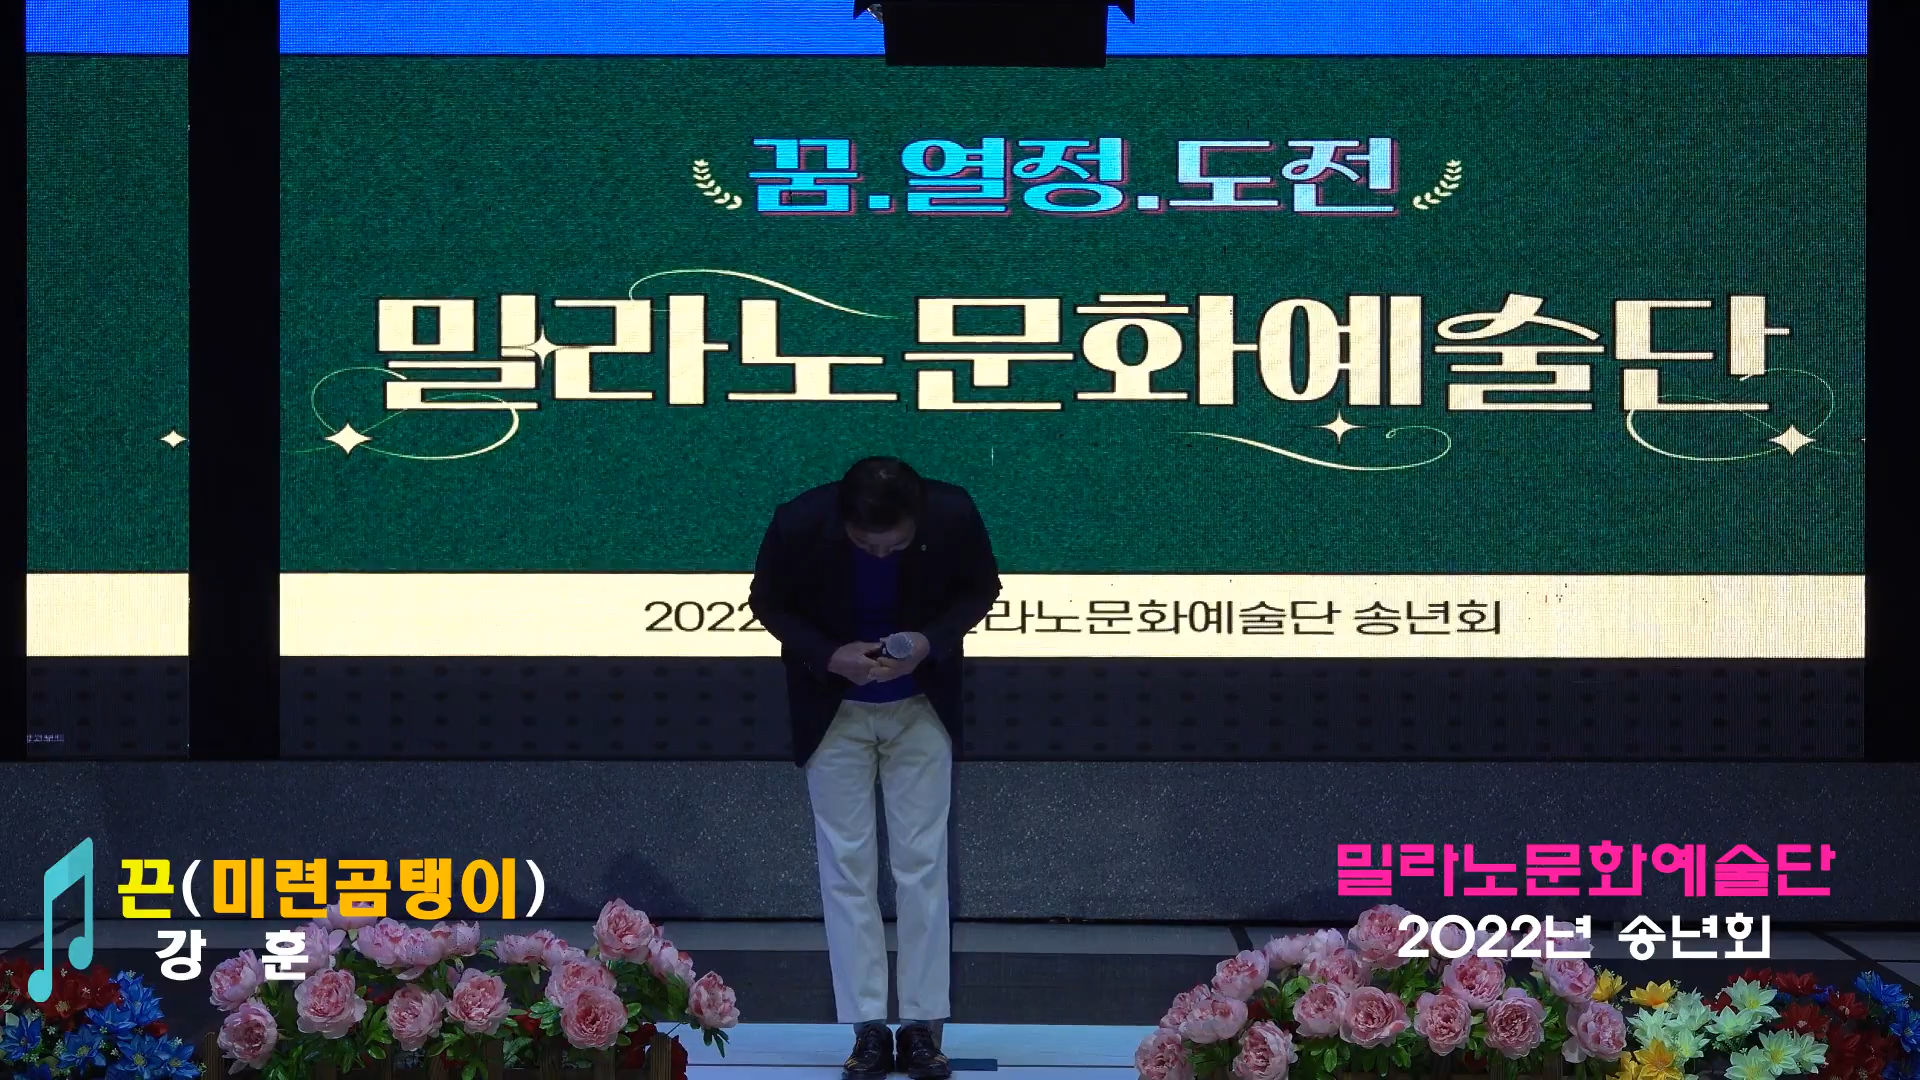 꿈.열정.도전
밀라노문화예술단
2022 라노문화예술단 송년회
끈(미련곰탱이)
강 훈
밀라노문화예술단
2022년 송년회